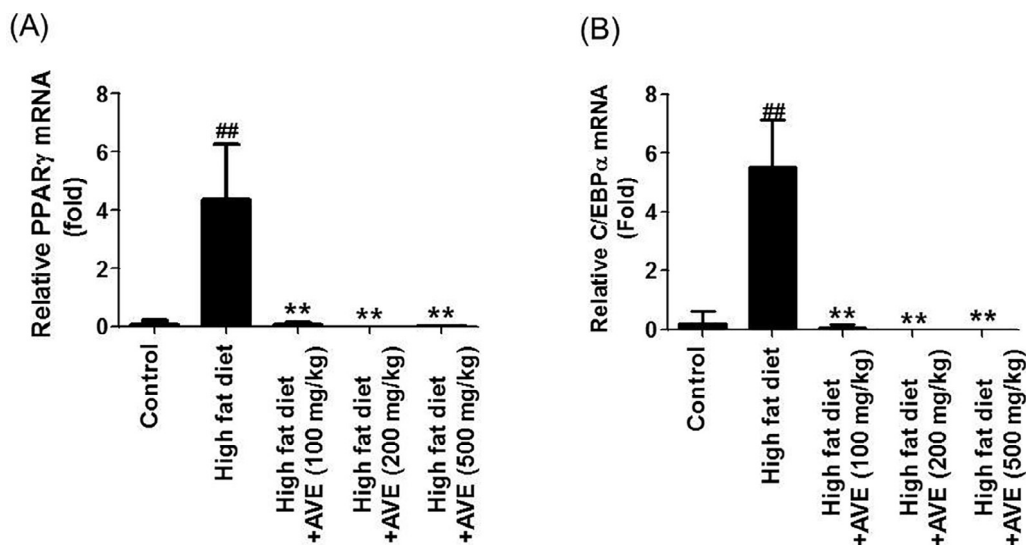 (A)
Relative PPARγ mRNA
(fold)
8
6
4
2
0
##
**
**
**
Control
High fat diet
High fat diet
+AVE (100 mg/kg)
High fat diet
+AVE (200 mg/kg)
High fat diet
+AVE (500 mg/kg)
(B)
Relative C/EBPα mRNA
(Fold)
8
6
4
2
0
##
**
**
**
Control
High fat diet
High fat diet
+AVE (100 mg/kg)
High fat diet
+AVE (200 mg/kg)
High fat diet
+AVE (500 mg/kg)